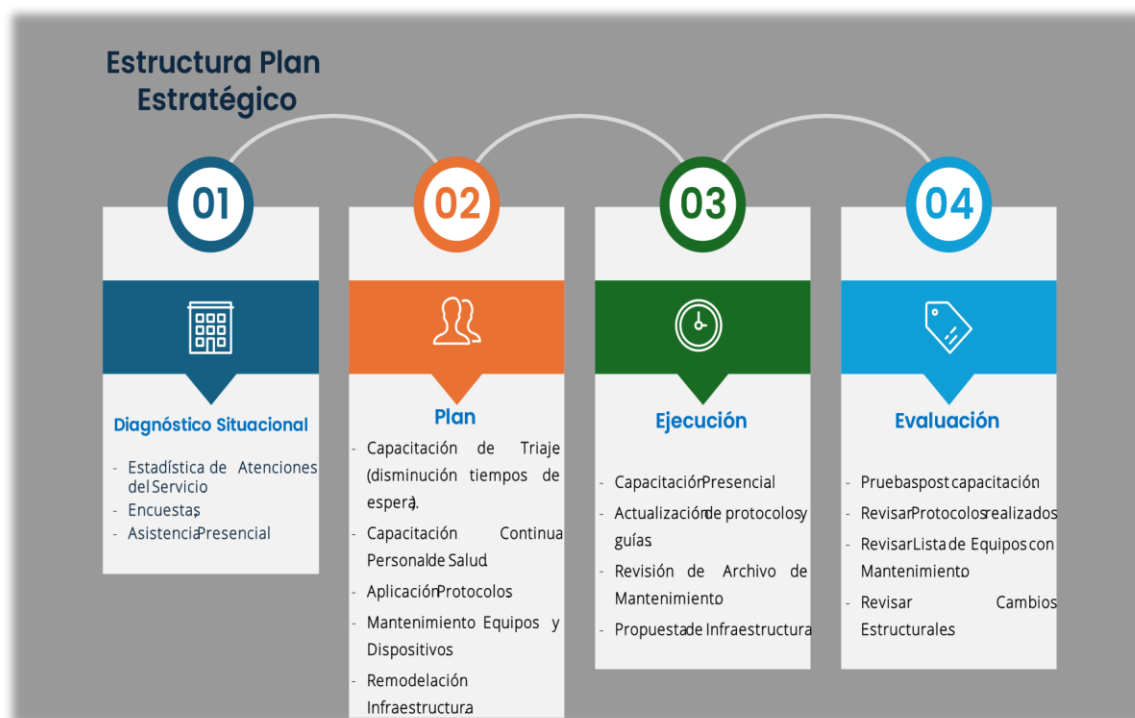 Estructura Plan
Estratégico
01
Diagnóstico Situacional
- Estadística de Atenciones
del Servicio
- Encuestas,
- Asistencia Presencial
02
Plan
- Capacitación de Triaje
(disminución tiempos de
espera).
- Capacitación Continua
Personal de Salud.
- Aplicación Protocolos
- Mantenimiento Equipos y
Dispositivos
- Remodelación
Infraestructura.
03
Ejecución
- Capacitación Presencial
- Actualización de protocolos y
guías.
- Revisión de Archivo de
Mantenimiento.
- Propuesta de Infraestructura
04
Evaluación
- Pruebas post capacitación.
- Revisar Protocolos realizados
- Revisar Lista de Equipos con
Mantenimiento.
- Revisar Cambios
Estructurales.